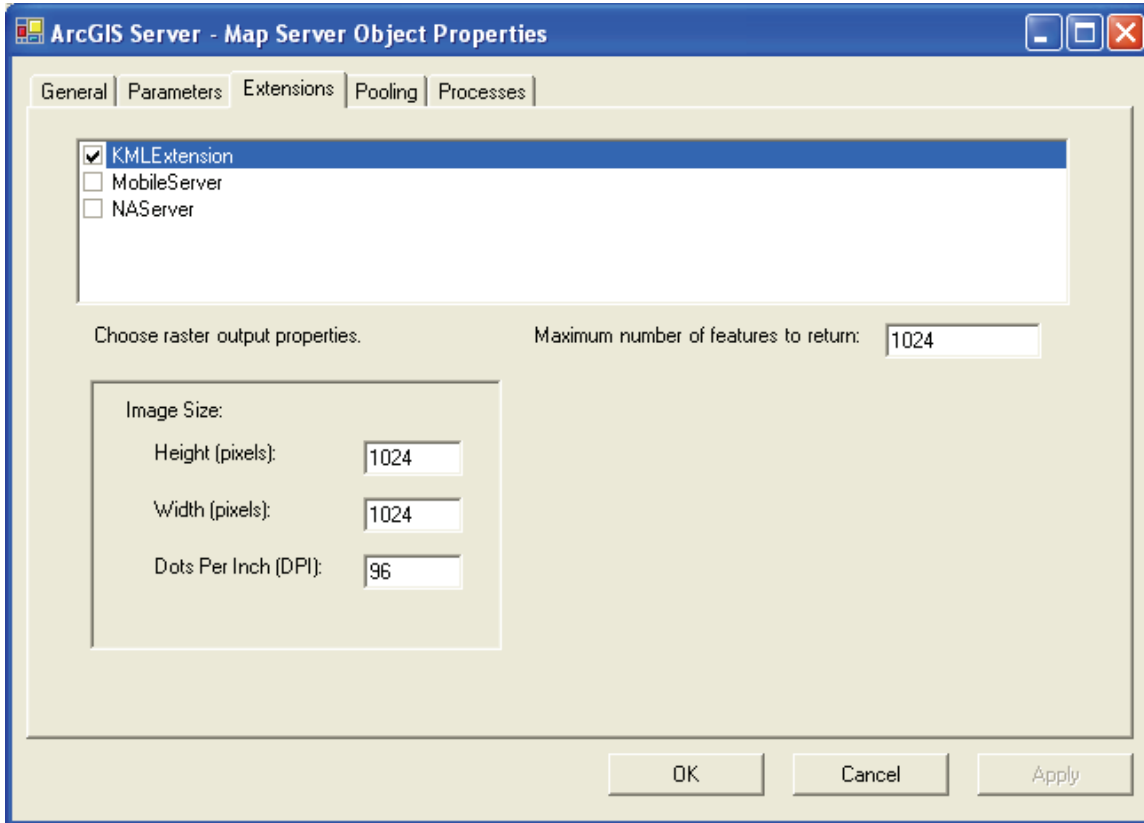 ArcGIS Server - Map Server Object Properties
General Parameters Extensions Pooling Processes
KMLExtension
MobileServer
NAServer
Choose raster output properties. Maximum number of features to return: 1024
Image Size:
Height (pixels): 1024
Width (pixels): 1024
Dots Per Inch (DPI): 96
OK Cancel Apply